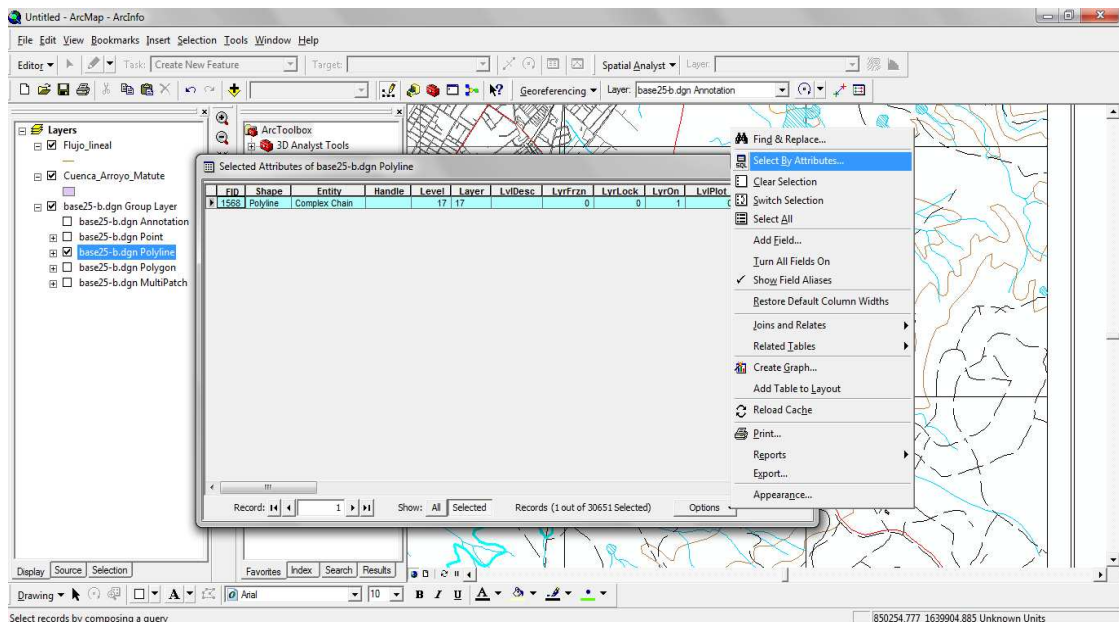 Untitled - ArcMap - ArcInfo
File Edit View Bookmarks Insert Selection Tools Window Help
Editor Task: Create New Feature Target: Spatial Analyst Layer:
Georeferencing Layer: base25-b.dgn Annotation
Layers
Flujo_lineal
Cuenca_Arroyo_Matute
base25-b.dgn Group Layer
base25-b.dgn Annotation
base25-b.dgn Point
base25-b.dgn Polyline
base25-b.dgn Polygon
base25-b.dgn MultiPatch
ArcToolbox
3D Analyst Tools
Selected Attributes of base25-b.dgn Polyline
FID Shape Entity Handle Level Layer LvlDesc LyrFrzn LyrLock LyrOn LvlPlot
1568 Polyline Complex Chain 17 17 0 0 1 0
Record: 1 Show: All Selected Records (1 out of 30651 Selected) Options
Find & Replace...
Select By Attributes...
Clear Selection
Switch Selection
Select All
Add Field...
Turn All Fields On
Show Field Aliases
Restore Default Column Widths
Joins and Relates
Related Tables
Create Graph...
Add Table to Layout
Reload Cache
Print...
Reports
Export...
Appearance...
Display Source Selection
Favorites Index Search Results
Drawing Arial 10 B I U A
Select records by composing a query
850254.777 1639904.885 Unknown Units